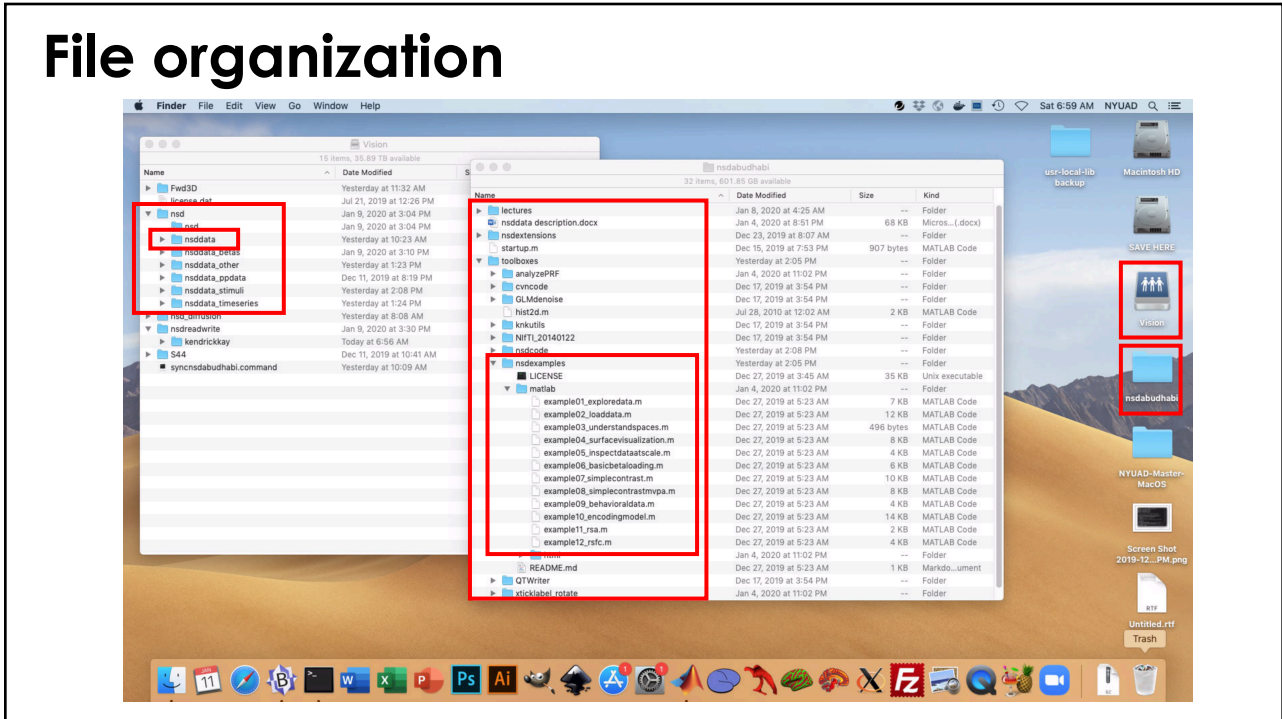 File organization
Finder File Edit View Go Window Help Sat 6:59 AM NYUAD
Vision
15 items, 35.89 TB available
Name Date Modified S
Fwd3D Yesterday at 11:32 AM
license.dat Jul 21, 2019 at 12:26 PM
nsd Jan 9, 2020 at 3:04 PM
nsd Jan 9, 2020 at 3:04 PM
nsddata Yesterday at 10:23 AM
nsddata_betas Jan 9, 2020 at 3:10 PM
nsddata_other Yesterday at 1:23 PM
nsddata_ppdata Dec 11, 2019 at 8:19 PM
nsddata_stimuli Yesterday at 2:08 PM
nsddata_timeseries Yesterday at 1:24 PM
nsd_diffusion Yesterday at 8:08 AM
nsdreadwrite Jan 9, 2020 at 3:30 PM
kendrickkay Today at 6:56 AM
S44 Dec 11, 2019 at 10:41 AM
syncnsdabudhabi.command Yesterday at 10:09 AM
nsdabudhabi
32 items, 601.85 GB available
Name Date Modified Size Kind
lectures Jan 8, 2020 at 4:25 AM -- Folder
nsddata description.docx Jan 4, 2020 at 8:51 PM 68 KB Micros...(.docx)
nsdextensions Dec 23, 2019 at 8:07 AM -- Folder
startup.m Dec 15, 2019 at 7:53 PM 907 bytes MATLAB Code
toolboxes Yesterday at 2:05 PM -- Folder
analyzePRF Jan 4, 2020 at 11:02 PM -- Folder
cvncode Dec 17, 2019 at 3:54 PM -- Folder
GLMdenoise Dec 17, 2019 at 3:54 PM -- Folder
hist2d.m Jul 28, 2010 at 12:02 AM 2 KB MATLAB Code
knkutils Dec 17, 2019 at 3:54 PM -- Folder
NIfTI_20140122 Dec 17, 2019 at 3:54 PM -- Folder
nsdcode Yesterday at 2:08 PM -- Folder
nsdexamples Yesterday at 2:05 PM -- Folder
LICENSE Dec 27, 2019 at 3:45 AM 35 KB Unix executable
matlab Jan 4, 2020 at 11:02 PM -- Folder
example01_exploredata.m Dec 27, 2019 at 5:23 AM 7 KB MATLAB Code
example02_loaddata.m Dec 27, 2019 at 5:23 AM 12 KB MATLAB Code
example03_understandspaces.m Dec 27, 2019 at 5:23 AM 496 bytes MATLAB Code
example04_surfacevisualization.m Dec 27, 2019 at 5:23 AM 8 KB MATLAB Code
example05_inspectdataatscale.m Dec 27, 2019 at 5:23 AM 4 KB MATLAB Code
example06_basicbetaloading.m Dec 27, 2019 at 5:23 AM 6 KB MATLAB Code
example07_simplecontrast.m Dec 27, 2019 at 5:23 AM 10 KB MATLAB Code
example08_simplecontrastmvpa.m Dec 27, 2019 at 5:23 AM 8 KB MATLAB Code
example09_behavioraldata.m Dec 27, 2019 at 5:23 AM 4 KB MATLAB Code
example10_encodingmodel.m Dec 27, 2019 at 5:23 AM 14 KB MATLAB Code
example11_rsa.m Dec 27, 2019 at 5:23 AM 2 KB MATLAB Code
example12_rsfc.m Dec 27, 2019 at 5:23 AM 4 KB MATLAB Code
html Jan 4, 2020 at 11:02 PM -- Folder
README.md Dec 27, 2019 at 5:23 AM 1 KB Markdo...ument
QTWriter Dec 17, 2019 at 3:54 PM -- Folder
xticklabel_rotate Jan 4, 2020 at 11:02 PM -- Folder
usr-local-lib
backup
Macintosh HD
SAVE HERE
Vision
nsdabudhabi
NYUAD-Master-
MacOS
Screen Shot
2019-12...PM.png
RTF
Untitled.rtf
Trash
JAN
11
W X P Ps Ai 1 1 Fz